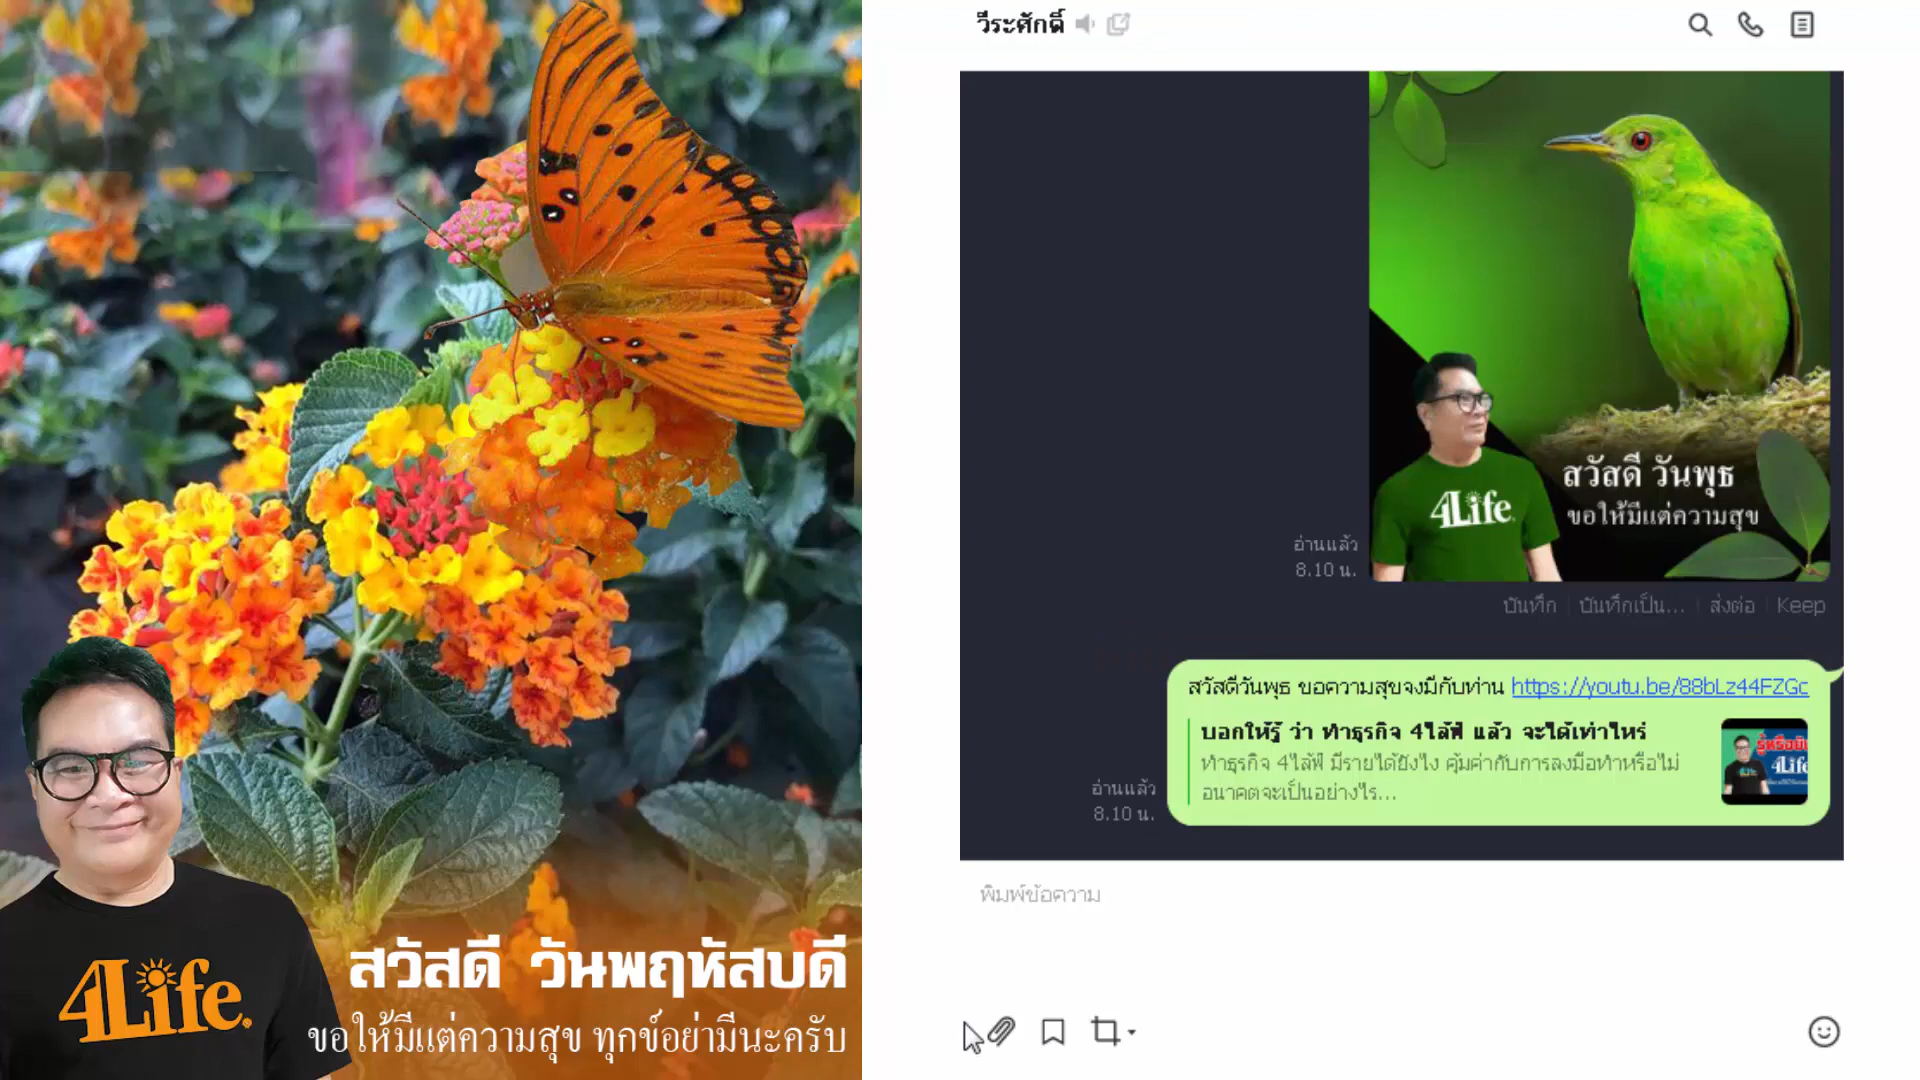 4Life
สวัสดี วันพฤหัสบดี
ขอให้มีแต่ความสุข ทุกข์อย่ามีนะครับ
วีระศักดิ์
4Life
สวัสดี วันพุธ
ขอให้มีแต่ความสุข
อ่านแล้ว
8.10 น.
บันทึก บันทึกเป็น... ส่งต่อ Keep
สวัสดีวันพุธ ขอความสุขจงมีกับท่าน https://youtu.be/88bLz44FZGc
บอกให้รู้ ว่า ทำธุรกิจ 4ไล้ฟ์ แล้ว จะได้เท่าไหร่
ทำธุรกิจ 4ไล้ฟ์ มีรายได้ยังไง คุ้มค่ากับการลงมือทำหรือไม่
อนาคตจะเป็นอย่างไร...
4Life
อ่านแล้ว
8.10 น.
พิมพ์ข้อความ